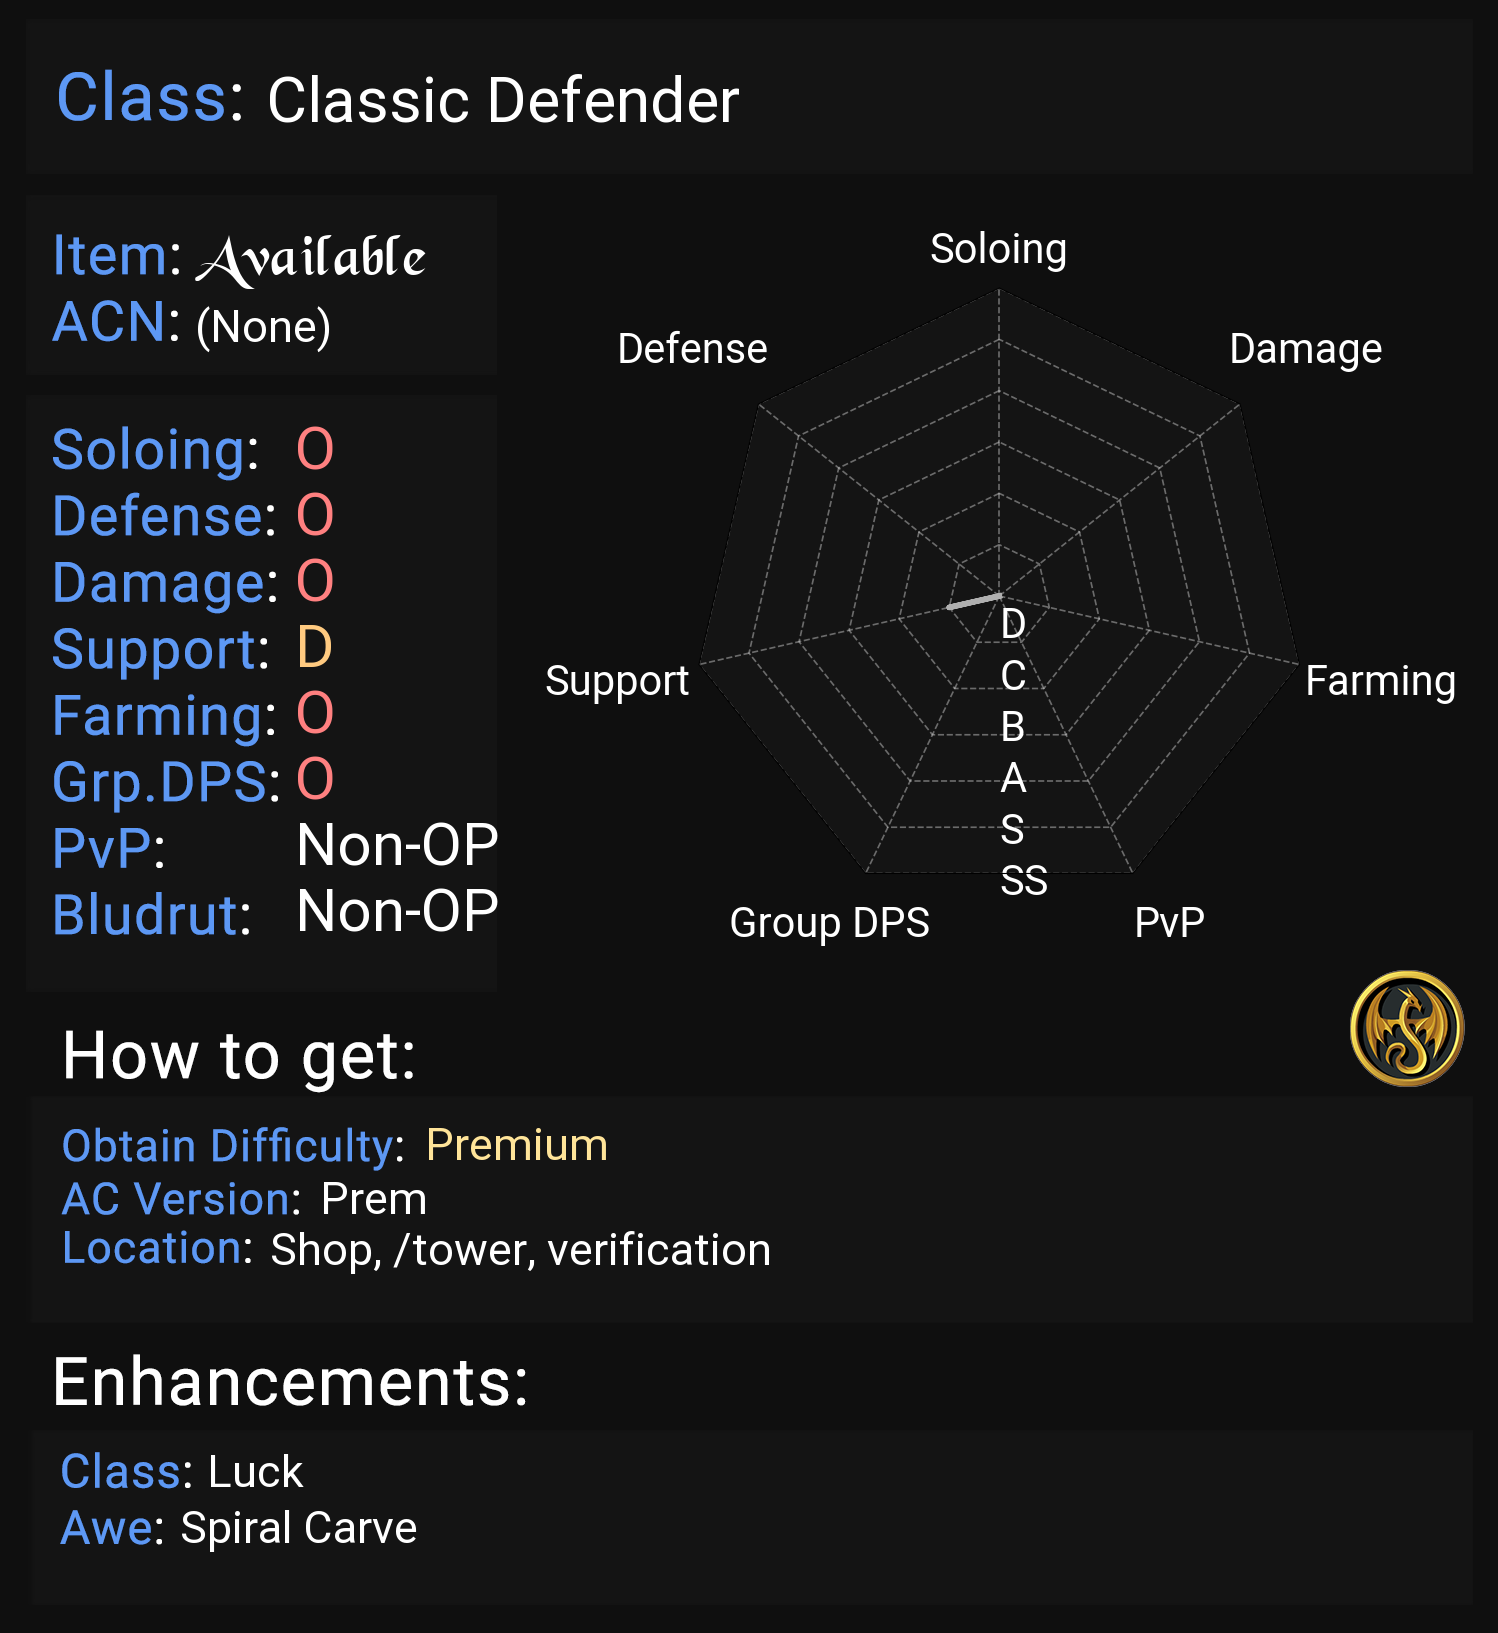 Class: Classic Defender
Item: Available
ACN: (None)
Soloing: O
Defense: O
Damage: O
Support: D
Farming: O
Grp.DPS: O
PvP: Non-OP
Bludrut: Non-OP
Soloing
Defense
Damage
Support
Farming
Group DPS
PvP
D
C
B
A
S
SS
How to get:
Obtain Difficulty: Premium
AC Version: Prem
Location: Shop, /tower, verification
Enhancements:
Class: Luck
Awe: Spiral Carve